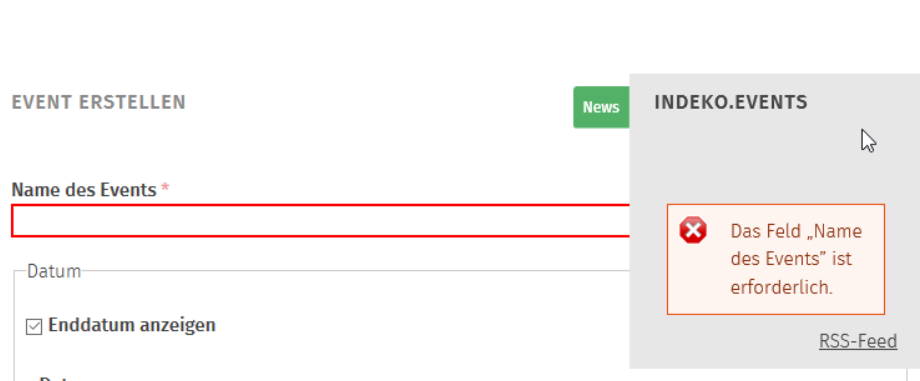 EVENT ERSTELLEN
News
INDEKO.EVENTS
Name des Events *
Das Feld „Name
des Events“ ist
erforderlich.
Datum
Enddatum anzeigen
RSS-Feed